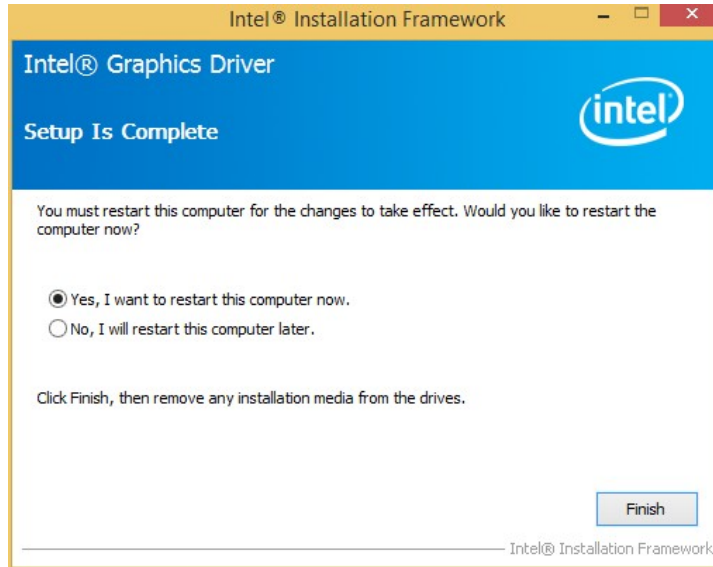 Intel® Installation Framework
Intel® Graphics Driver
intel
Setup Is Complete
You must restart this computer for the changes to take effect. Would you like to restart the
computer now?
Yes, I want to restart this computer now.
No, I will restart this computer later.
Click Finish, then remove any installation media from the drives.
Finish
Intel® Installation Framework